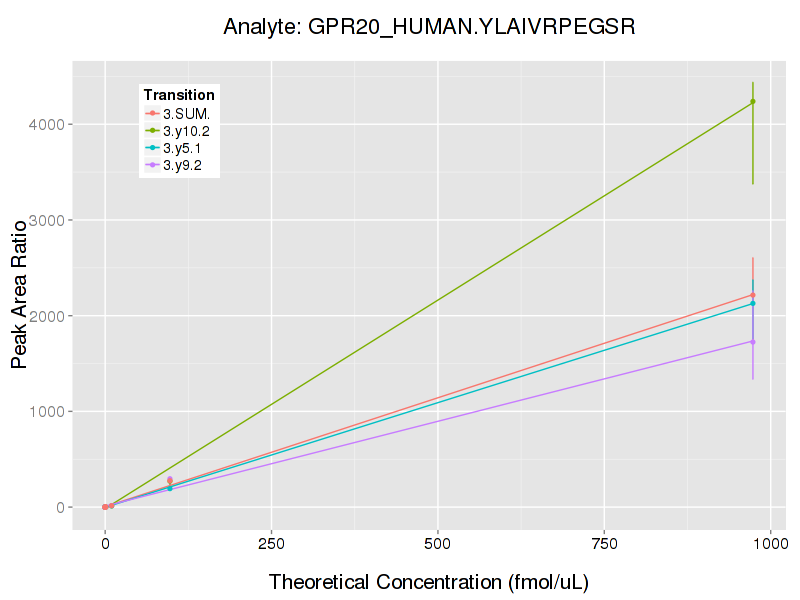 Analyte: GPR20_HUMAN.YLAIVRPEGSR
Transition
3.SUM.
3.y10.2
3.y5.1
3.y9.2
Peak Area Ratio
4000
3000
2000
1000
0
0 250 500 750 1000
Theoretical Concentration (fmol/uL)